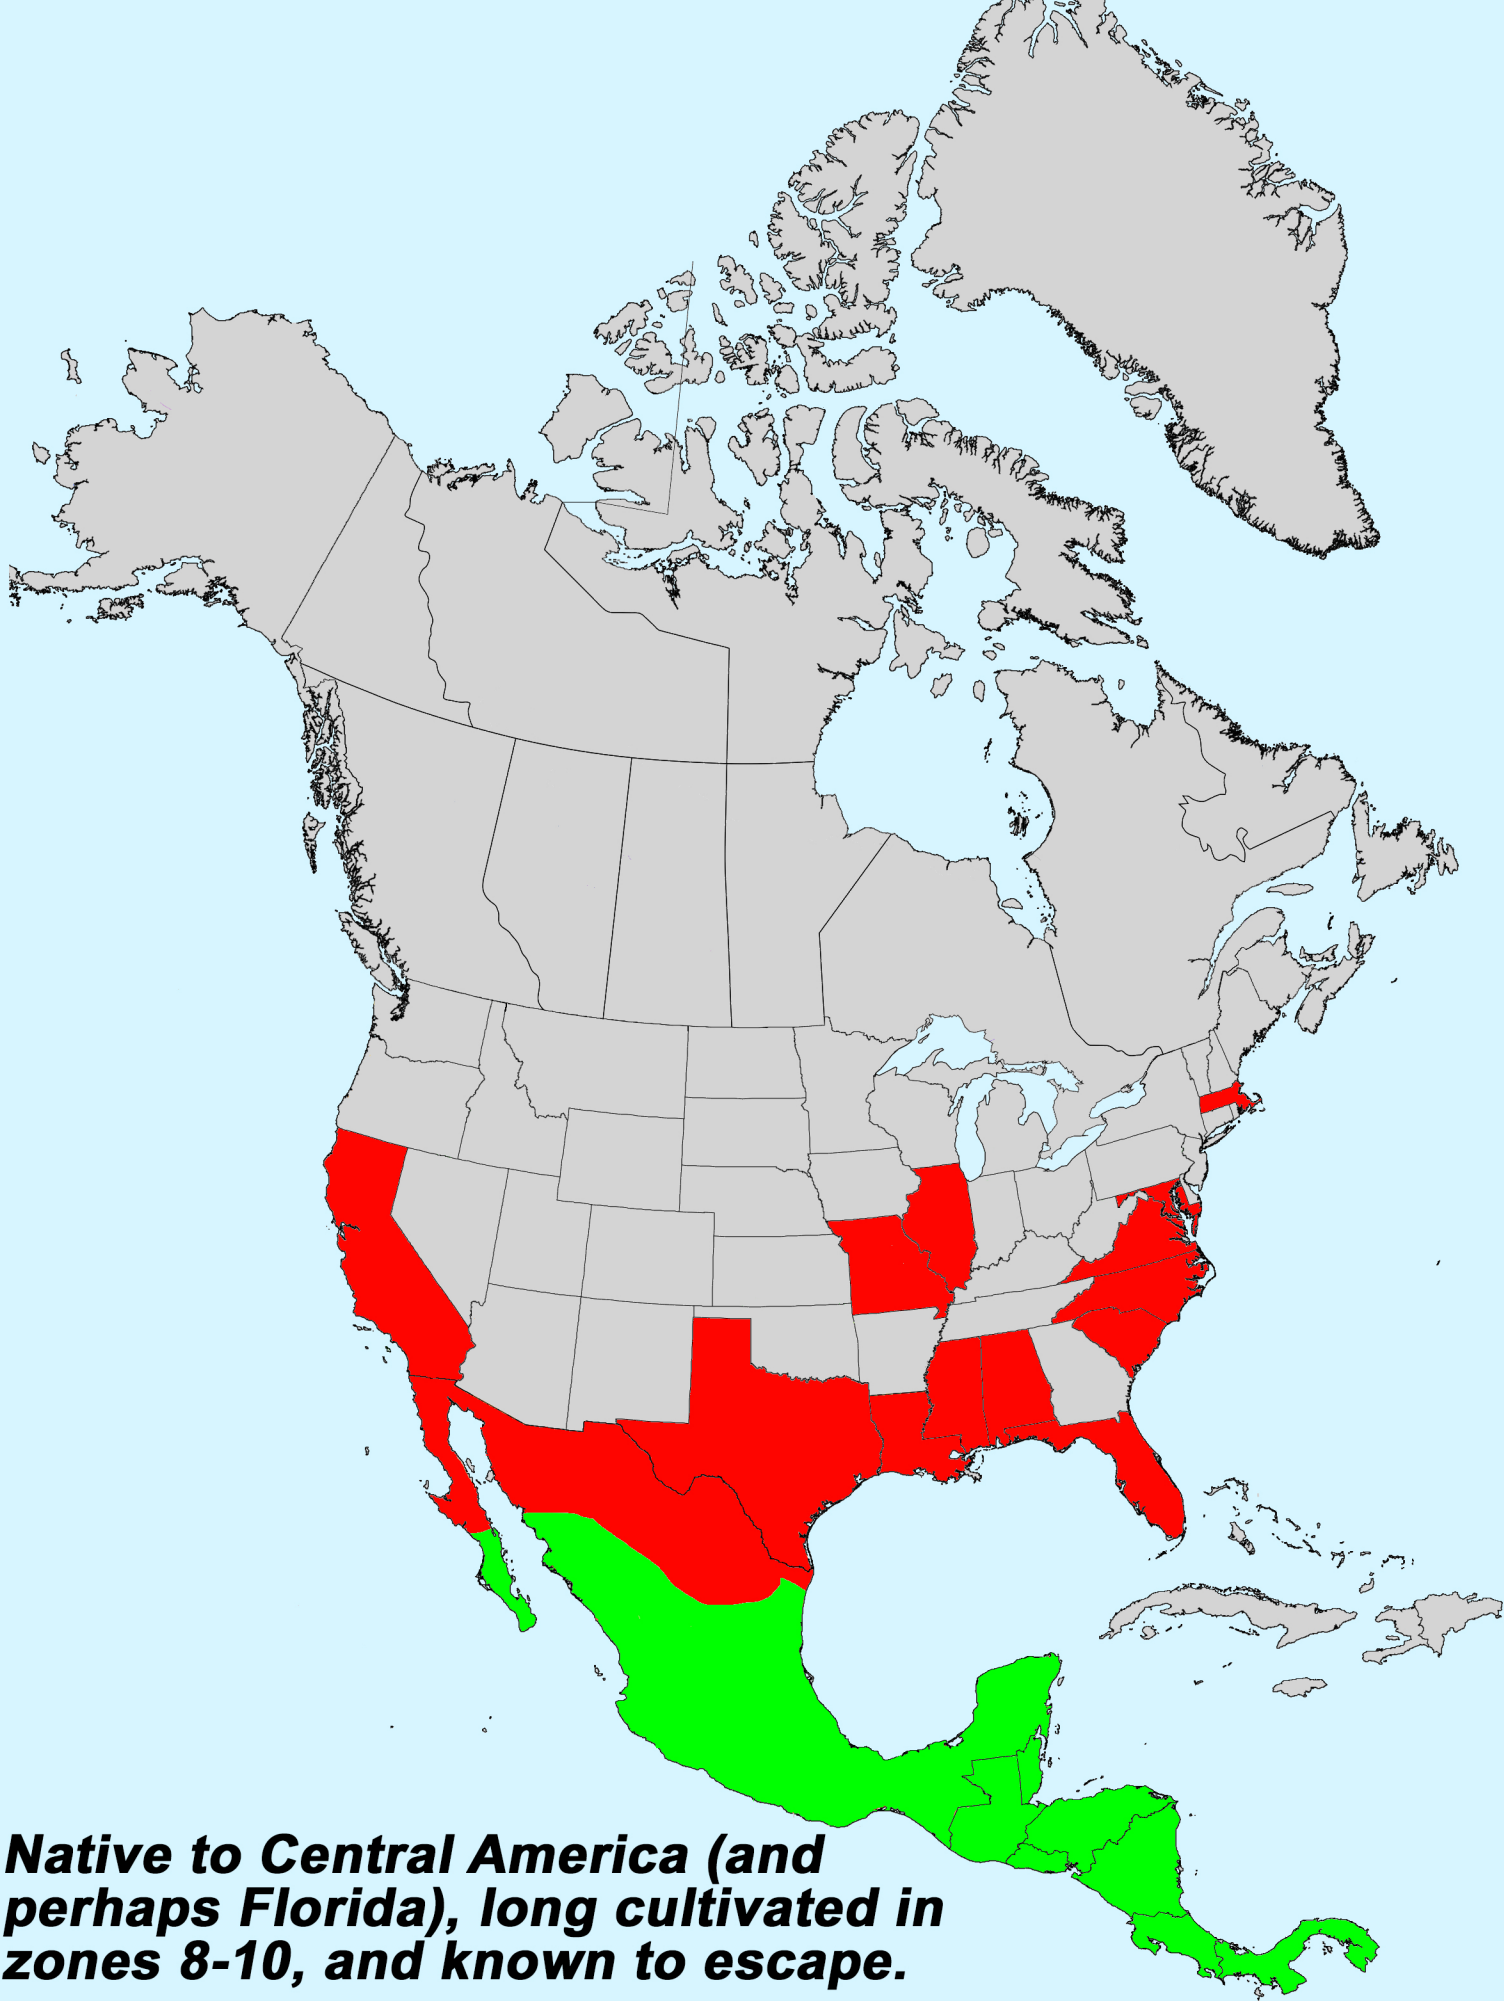 Native to Central America (and
perhaps Florida), long cultivated in
zones 8-10, and known to escape.